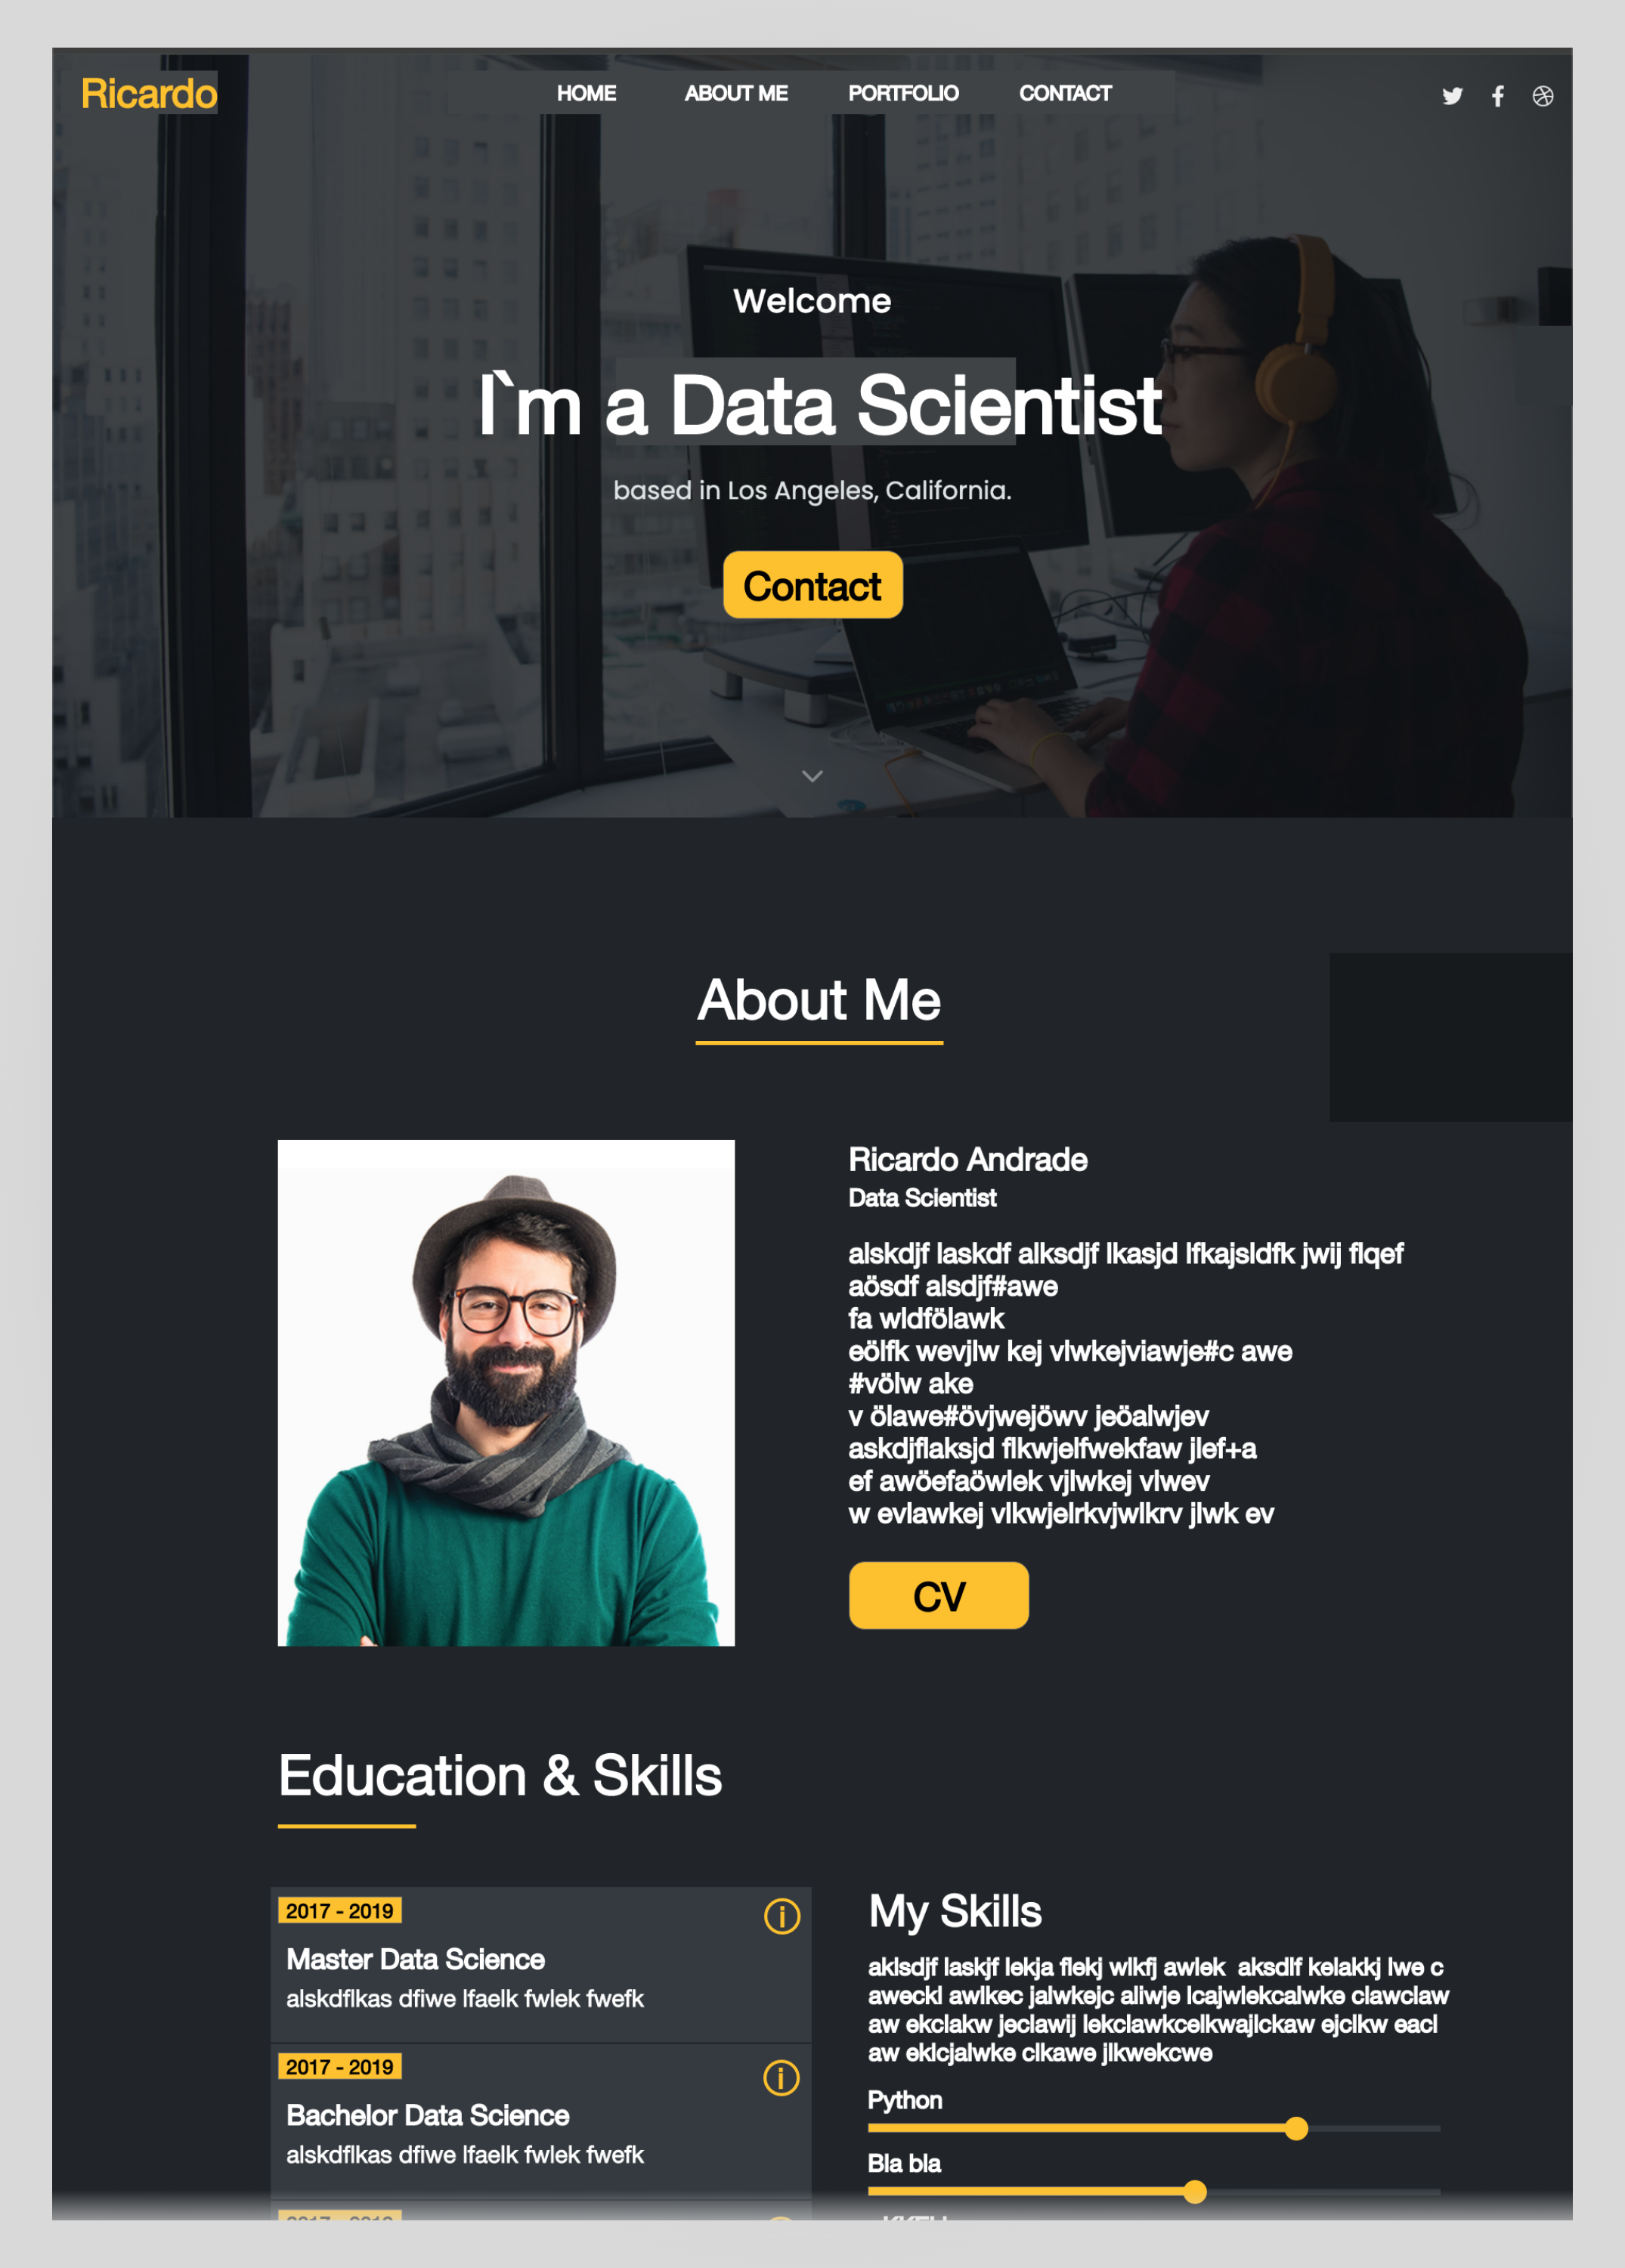 Ricardo
HOME ABOUT ME PORTFOLIO CONTACT
Welcome
I`m a Data Scientist
based in Los Angeles, California.
Contact
About Me
Ricardo Andrade
Data Scientist
alskdjf laskdf alksdjf lkasjd lfkajsldfk jwij flqef
aösdf alsdjf#awe
fa wldfölawk
eölfk wevjlw kej vlwkejviawje#c awe
#völw ake
v ölawe#övjwejöwv jeöalwjev
askdjflaksjd flkwjelfwekfaw jlef+a
ef awöefaöwlek vjlwkej vlwev
w evlawkej vlkwjelrkvjwlkrv jlwk ev
CV
Education & Skills
2017 - 2019
Master Data Science
alskdflkas dfiwe lfaelk fwlek fwefk
2017 - 2019
Bachelor Data Science
alskdflkas dfiwe lfaelk fwlek fwefk
2017 - 2019
My Skills
aklsdjf laskjf lekja flekj wlkfj awlek  aksdlf kelakkj lwe c
aweckl awlkec jalwkejc aliwje lcajwlekcalwke clawclaw
aw ekclakw jeclawij lekclawkcelkwajlckaw ejclkw eacl
aw eklcjalwke clkawe jlkwekcwe
Python
Bla bla